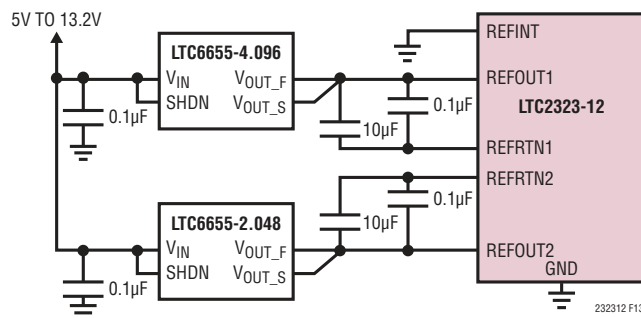 5V TO 13.2V
LTC6655-4.096
VIN
SHDN
VOUT_F
VOUT_S
0.1µF
10µF
0.1µF
REFINT
REFOUT1
LTC2323-12
REFRTN1
REFRTN2
REFOUT2
GND
LTC6655-2.048
VIN
SHDN
VOUT_F
VOUT_S
0.1µF
10µF
0.1µF
232312 F13